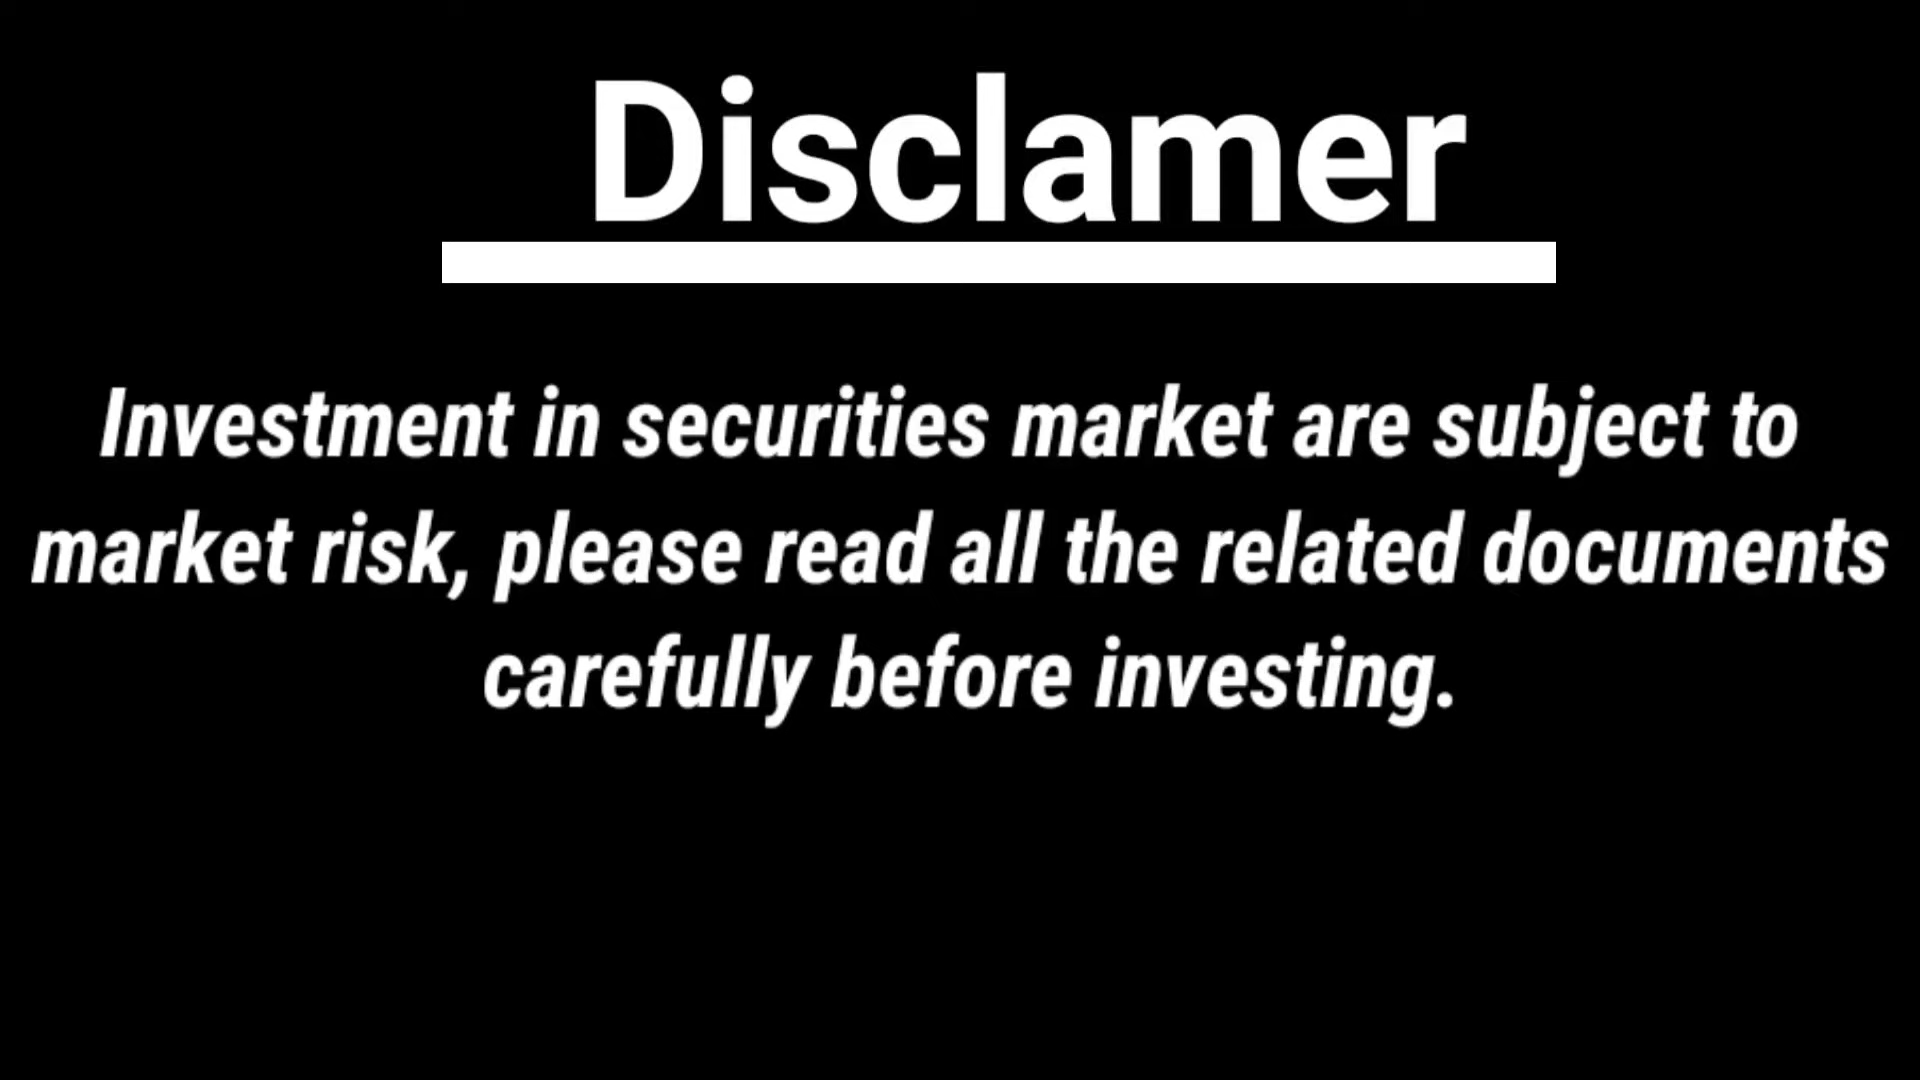 Disclamer
Investment in securities market are subject to
market risk, please read all the related documents
carefully before investing.